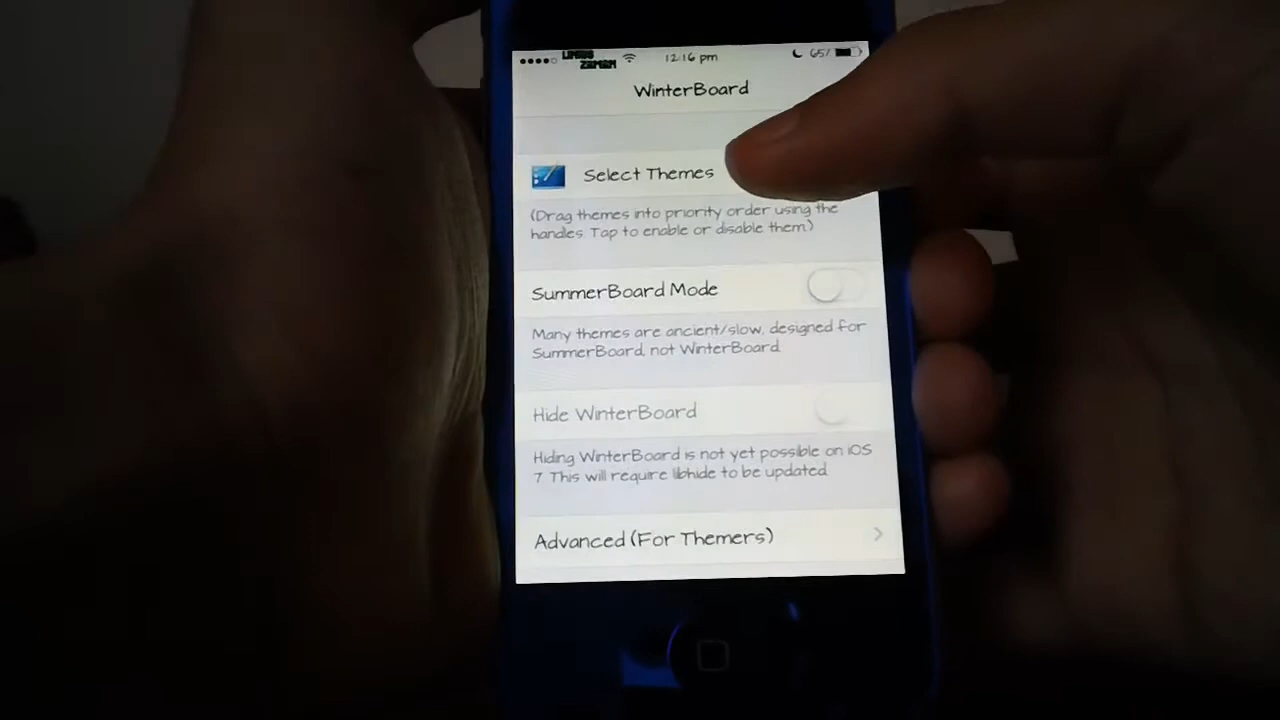 12:16 pm
65%
WinterBoard
Select Themes
(Drag themes into priority order using the
handles. Tap to enable or disable them.)
SummerBoard Mode
Many themes are ancient/slow, designed for
SummerBoard, not WinterBoard.
Hide WinterBoard
Hiding WinterBoard is not yet possible on iOS
7. This will require libhide to be updated.
Advanced (For Themers)